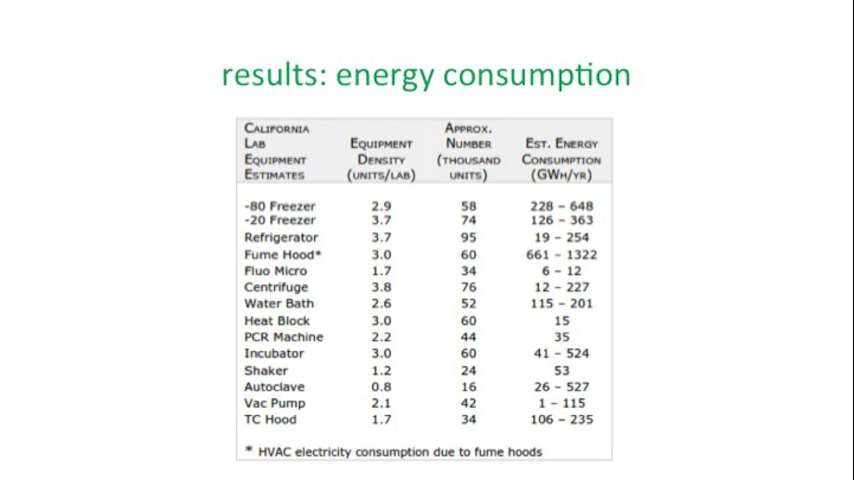 results: energy consumption
CALIFORNIA LAB EQUIPMENT ESTIMATES EQUIPMENT DENSITY (UNITS/LAB) APPROX. NUMBER (THOUSAND UNITS) EST. ENERGY CONSUMPTION (GWH/YR)
-80 Freezer 2.9 58 228 – 648
-20 Freezer 3.7 74 126 – 363
Refrigerator 3.7 95 19 – 254
Fume Hood* 3.0 60 661 – 1322
Fluo Micro 1.7 34 6 – 12
Centrifuge 3.8 76 12 – 227
Water Bath 2.6 52 115 – 201
Heat Block 3.0 60 15
PCR Machine 2.2 44 35
Incubator 3.0 60 41 – 524
Shaker 1.2 24 53
Autoclave 0.8 16 26 – 527
Vac Pump 2.1 42 1 – 115
TC Hood 1.7 34 106 – 235
* HVAC electricity consumption due to fume hoods